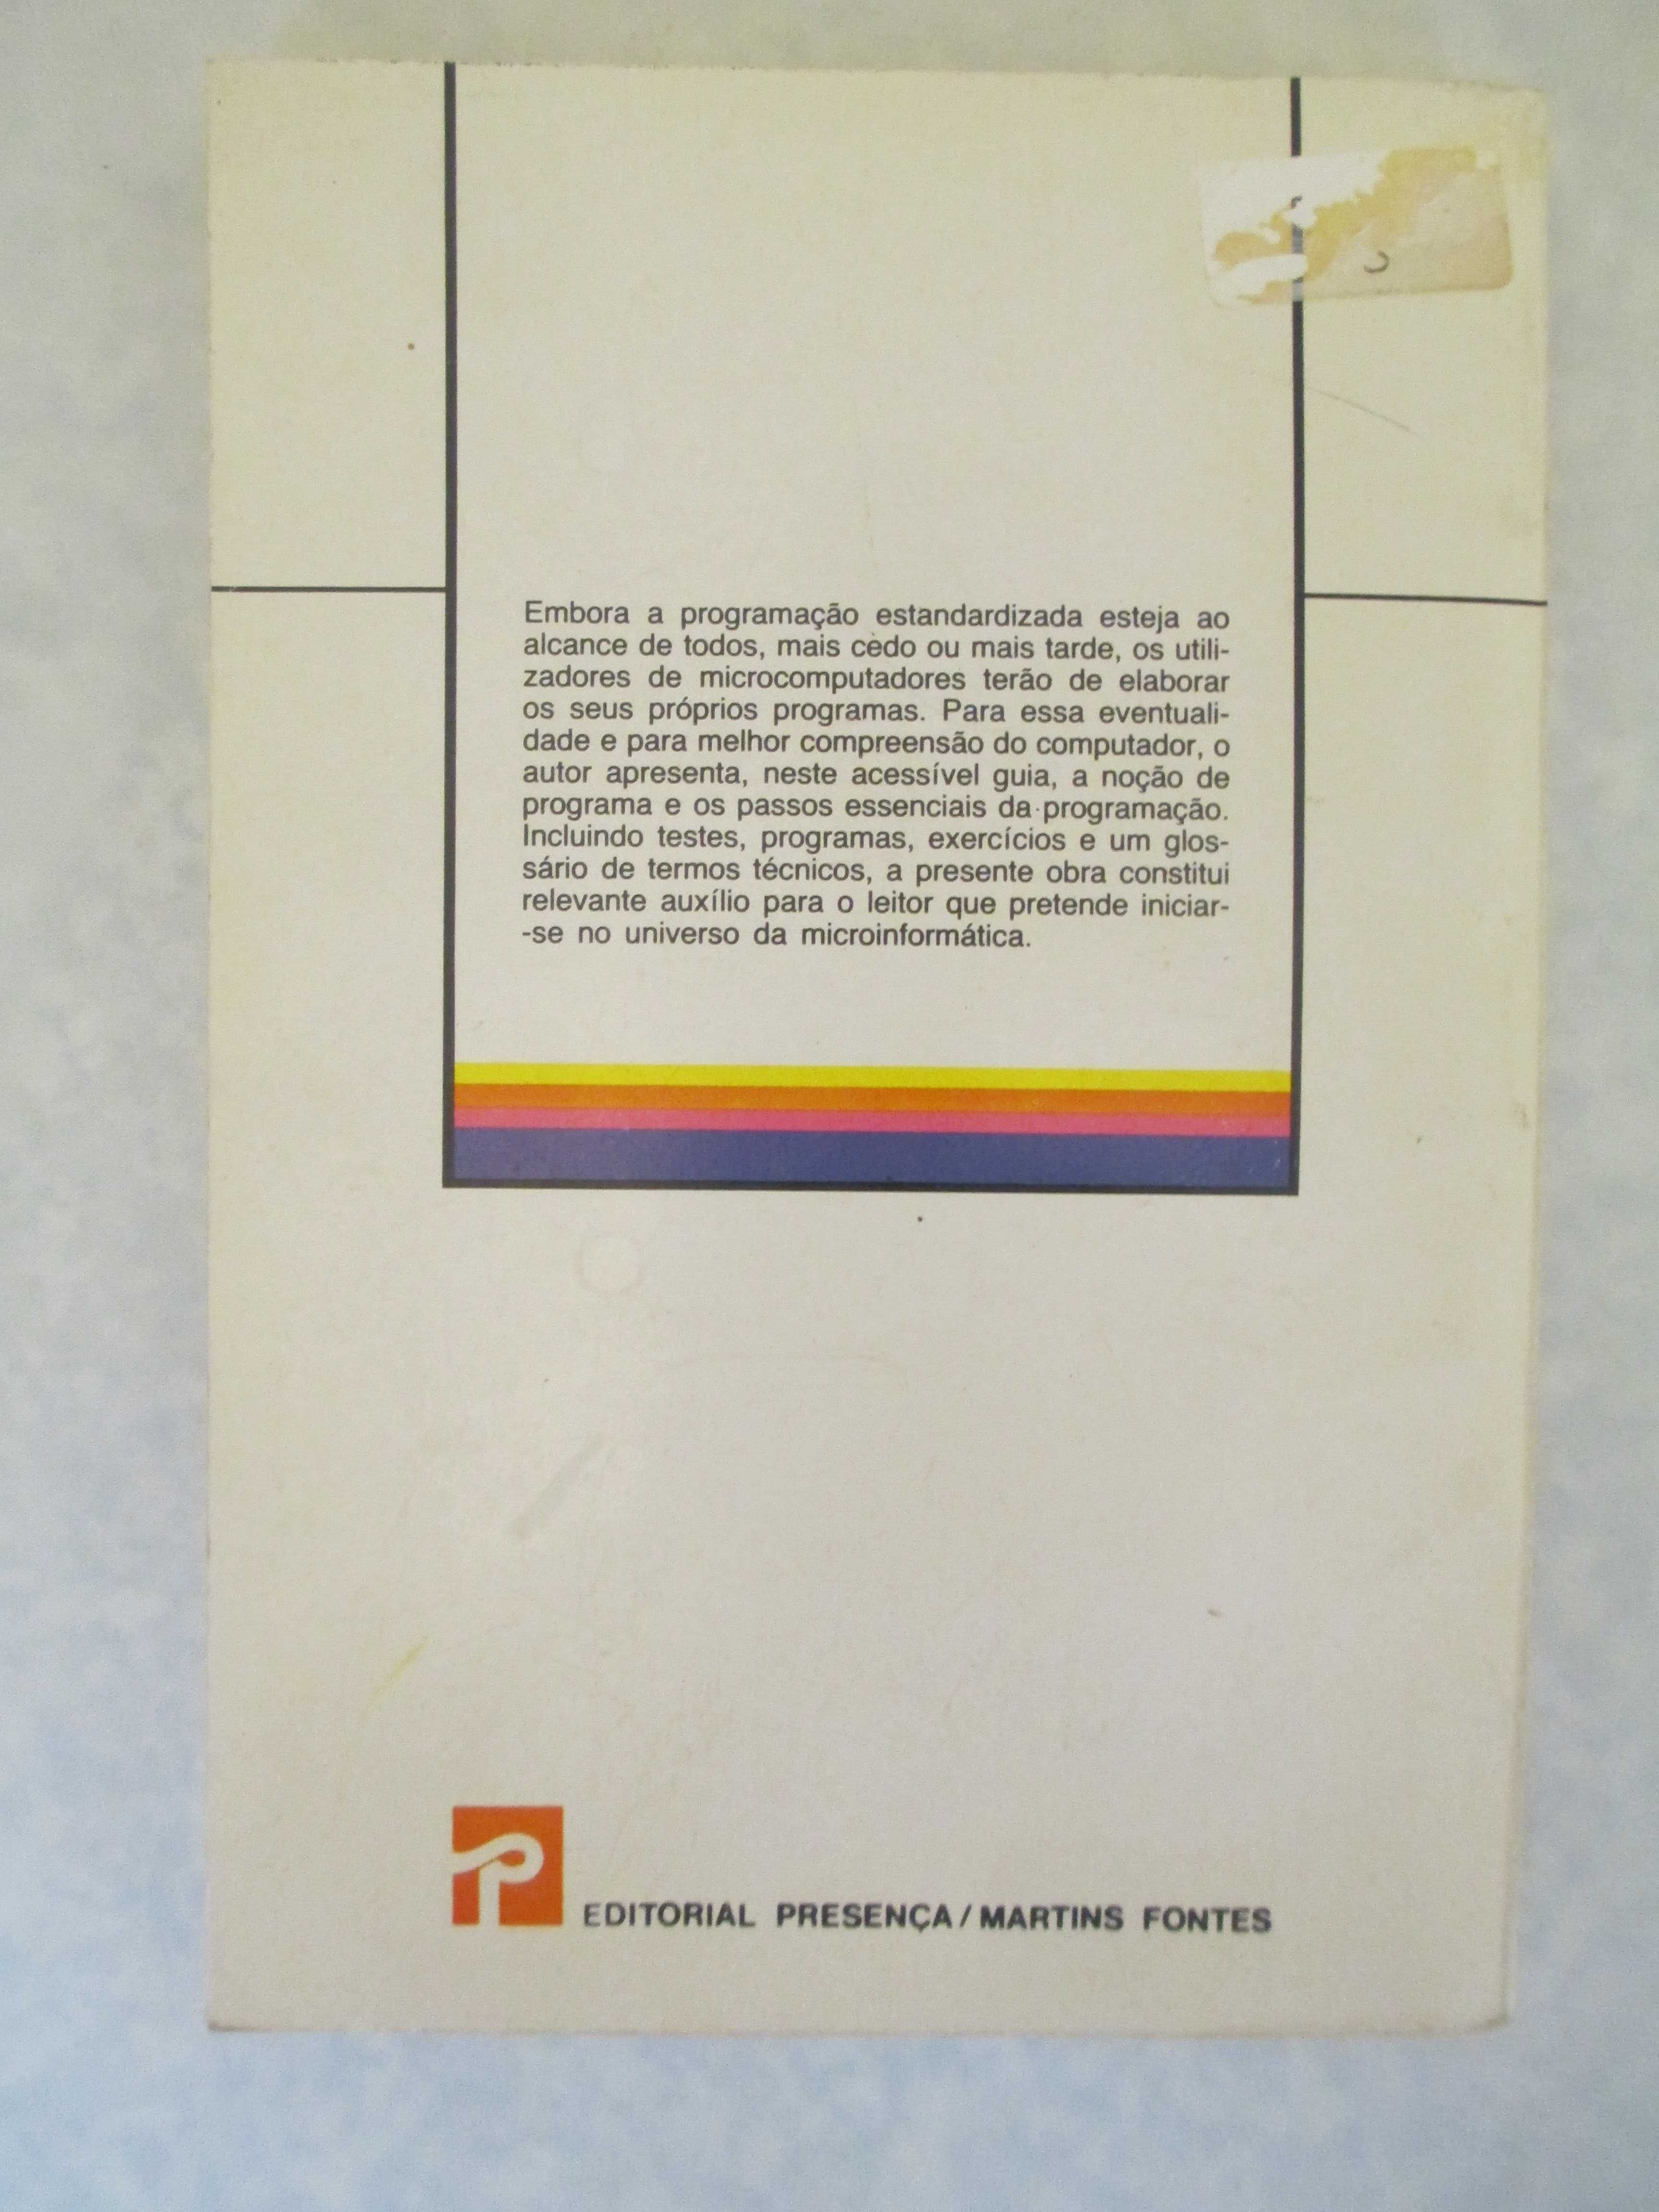 Embora a programação estandardizada esteja ao
alcance de todos, mais cedo ou mais tarde, os utili-
zadores de microcomputadores terão de elaborar
os seus próprios programas. Para essa eventuali-
dade e para melhor compreensão do computador, o
autor apresenta, neste acessível guia, a noção de
programa e os passos essenciais da programação.
Incluindo testes, programas, exercícios e um glos-
sário de termos técnicos, a presente obra constitui
relevante auxílio para o leitor que pretende iniciar-
-se no universo da microinformática.
EDITORIAL PRESENÇA/MARTINS FONTES